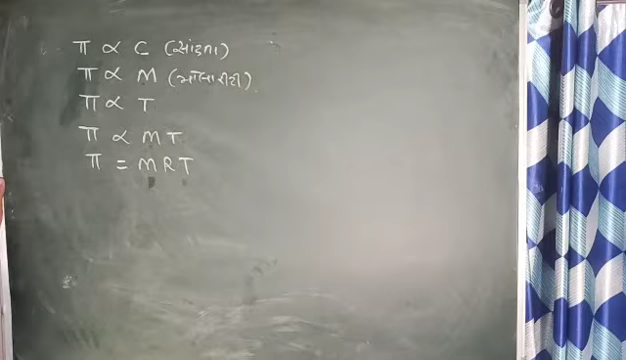 π ∝ C (સાંદ્રતા)
π ∝ M (મોલારીટી)
π ∝ T
π ∝ MT
π = MRT